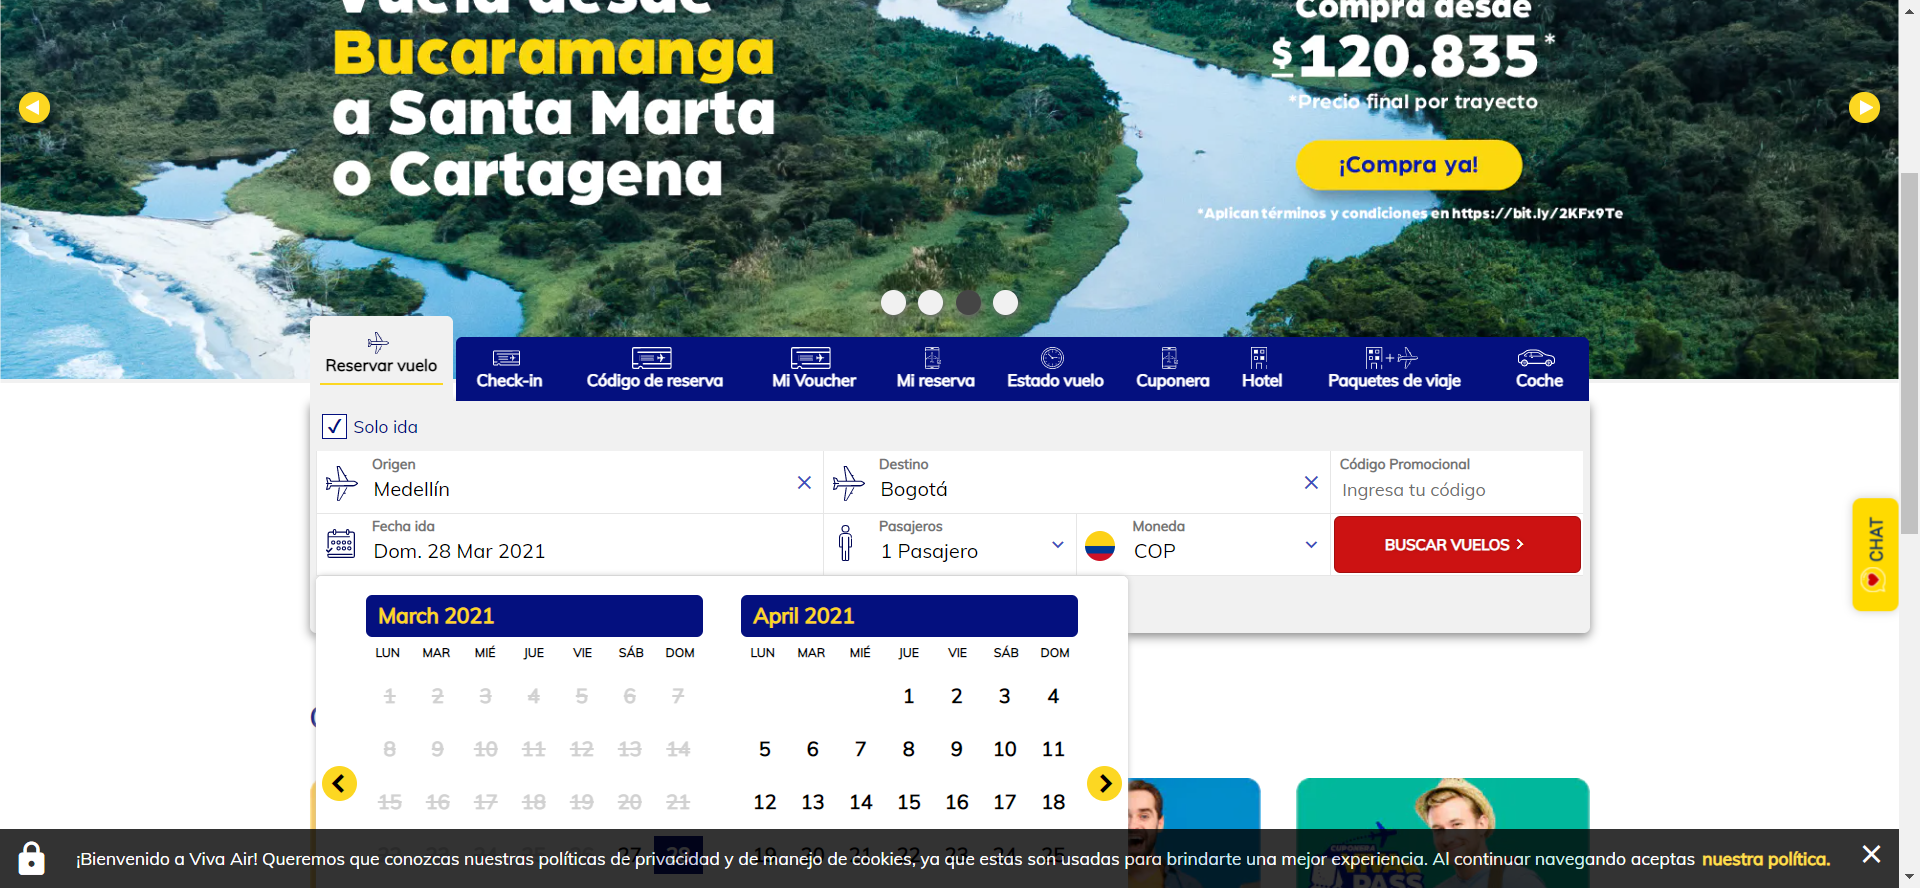 Vuela desde
Bucaramanga
a Santa Marta
o Cartagena
Compra desde
$120.835*
*Precio final por trayecto
¡Compra ya!
*Aplican términos y condiciones en https://bit.ly/2KFx9Te
Reservar vuelo
Check-in
Código de reserva
Mi Voucher
Mi reserva
Estado vuelo
Cuponera
Hotel
Paquetes de viaje
Coche
Solo ida
Origen
Medellín
Destino
Bogotá
Código Promocional
Ingresa tu código
Fecha ida
Dom. 28 Mar 2021
Pasajeros
1 Pasajero
Moneda
COP
BUSCAR VUELOS
CHAT
March 2021
LUN MAR MIÉ JUE VIE SÁB DOM
1 2 3 4 5 6 7
8 9 10 11 12 13 14
15 16 17 18 19 20 21
27 28
April 2021
LUN MAR MIÉ JUE VIE SÁB DOM
1 2 3 4
5 6 7 8 9 10 11
12 13 14 15 16 17 18
19 20 21 22 23 24 25
CUPONERA
VIVA
PASS
¡Bienvenido a Viva Air! Queremos que conozcas nuestras políticas de privacidad y de manejo de cookies, ya que estas son usadas para brindarte una mejor experiencia. Al continuar navegando aceptas nuestra política.